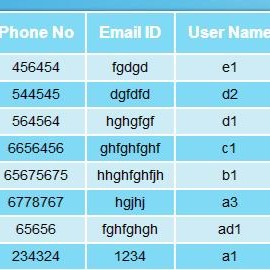 Phone No Email ID User Name
456454 fgdgd e1
544545 dgfdfd d2
564564 hghgfgf d1
6656456 ghfghfghf c1
65675675 hhghfghfjh b1
6778767 hgjhj a3
65656 fghfghgh ad1
234324 1234 a1